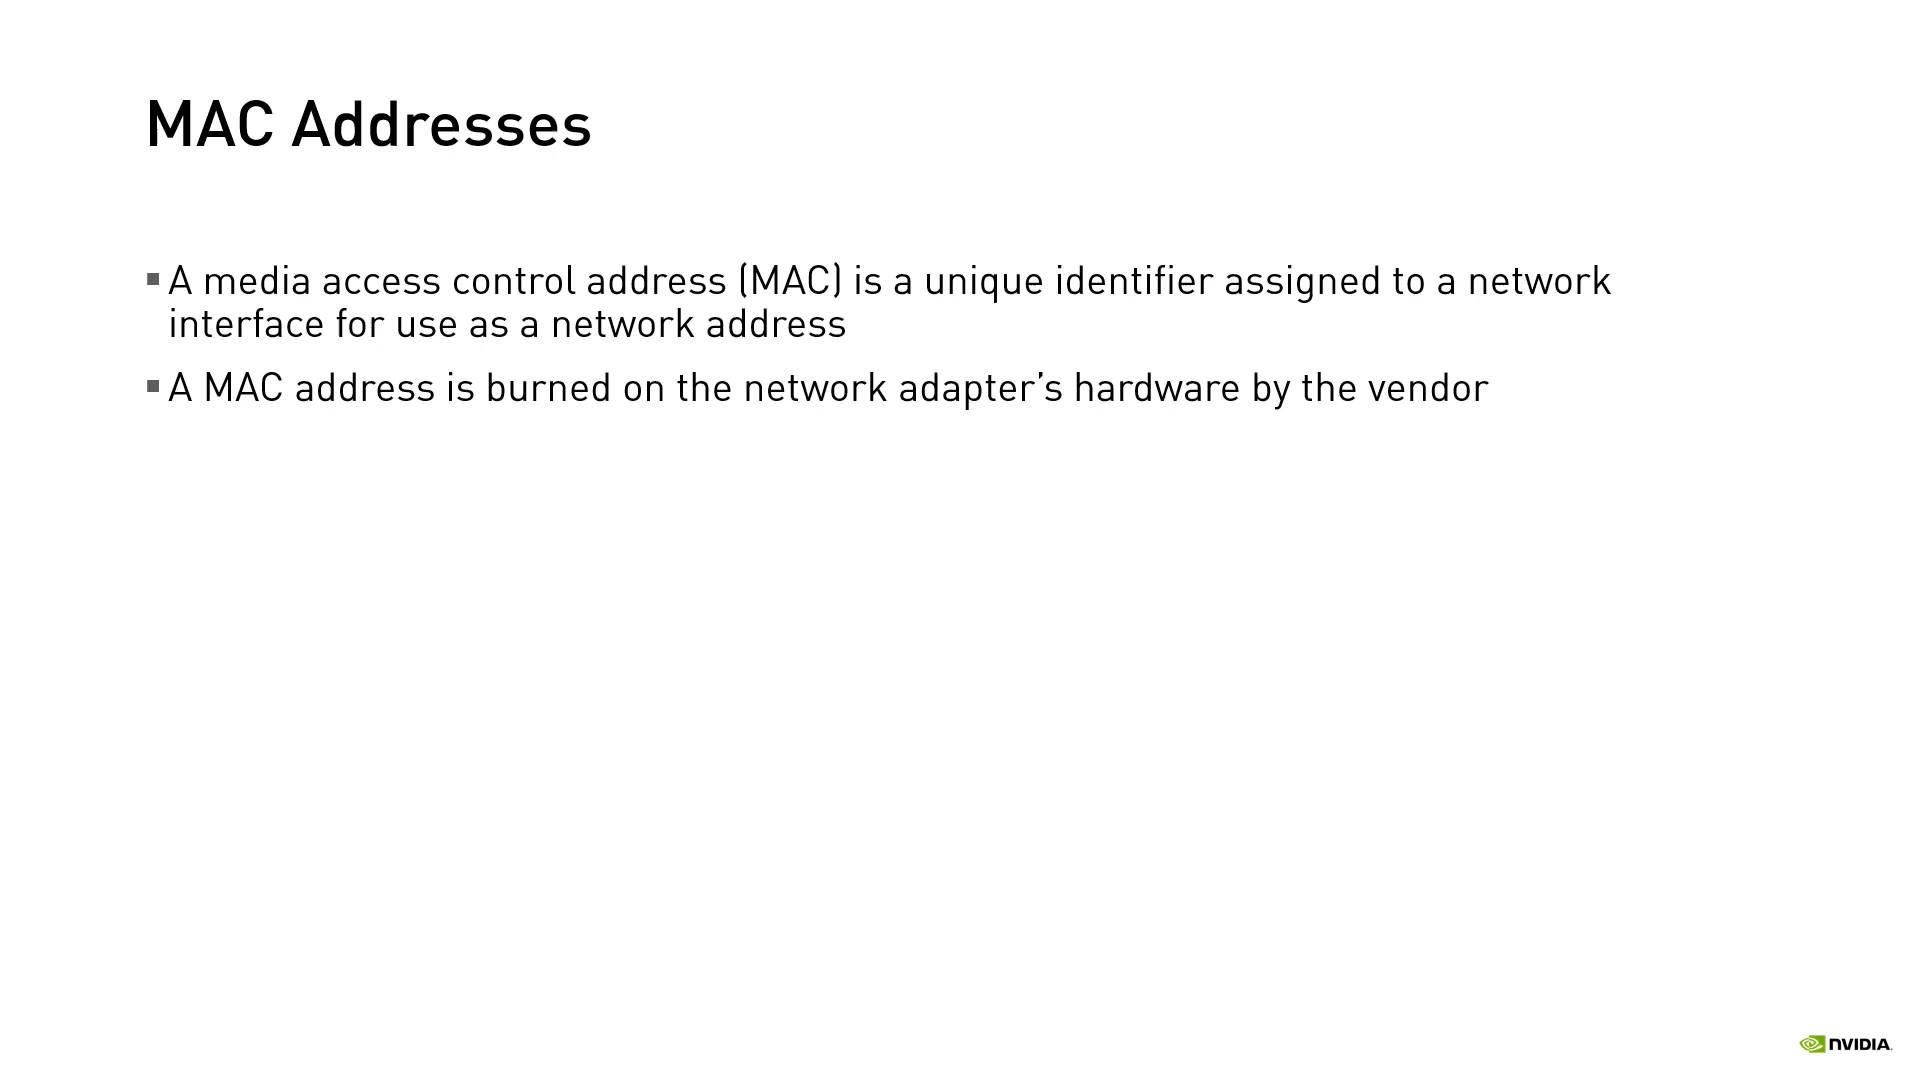 MAC Addresses
▪ A media access control address (MAC) is a unique identifier assigned to a network
interface for use as a network address
▪ A MAC address is burned on the network adapter’s hardware by the vendor
NVIDIA.